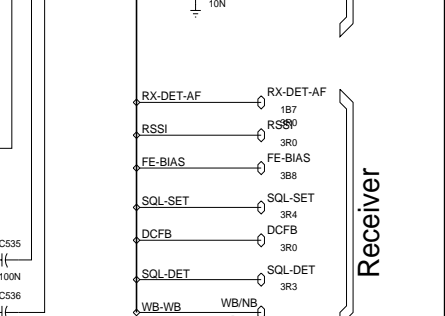 10N
RX-DET-AF RX-DET-AF
1B7
RSSI RSSI
3R0
3R0
FE-BIAS FE-BIAS
3B8
SQL-SET SQL-SET
3R4
DCFB DCFB
3R0
SQL-DET SQL-DET
3R3
WB-WB WB/NB
Receiver
C535
100N
C536